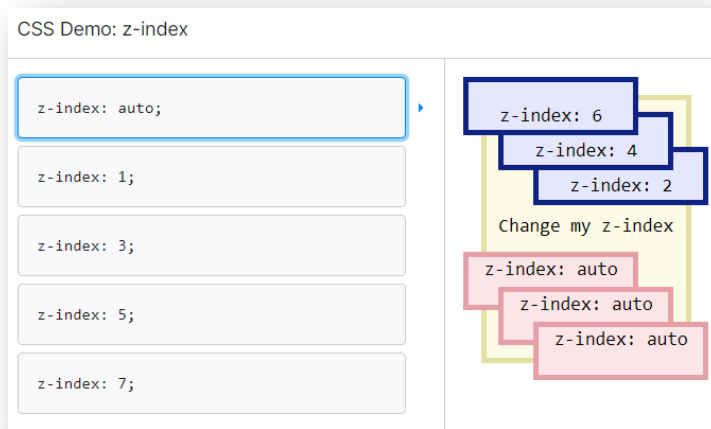 CSS Demo: z-index
z-index: auto;
z-index: 1;
z-index: 3;
z-index: 5;
z-index: 7;
z-index: 6
z-index: 4
z-index: 2
Change my z-index
z-index: auto
z-index: auto
z-index: auto